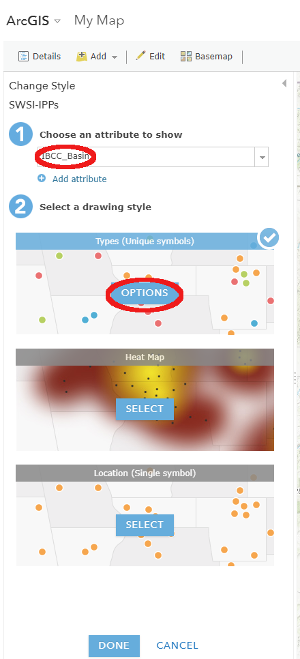 ArcGIS My Map
Details Add Edit Basemap
Change Style
SWSI-IPPs
1 Choose an attribute to show
IBCC_Basin
Add attribute
2 Select a drawing style
Types (Unique symbols)
OPTIONS
Heat Map
SELECT
Location (Single symbol)
SELECT
DONE CANCEL